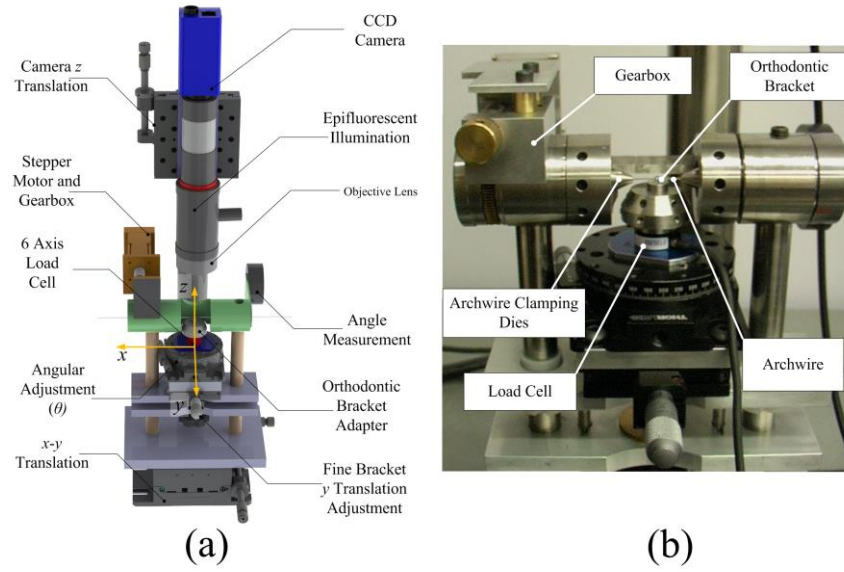 CCD
Camera
Camera z
Translation
Epifluorescent
Illumination
Stepper
Motor and
Gearbox
Objective Lens
6 Axis
Load
Cell
z
x
Angle
Measurement
Angular
Adjustment
(θ)
y
Orthodontic
Bracket
Adapter
x-y
Translation
Fine Bracket
y Translation
Adjustment
(a)
Gearbox
Orthodontic
Bracket
Archwire Clamping
Dies
Load Cell
Archwire
(b)